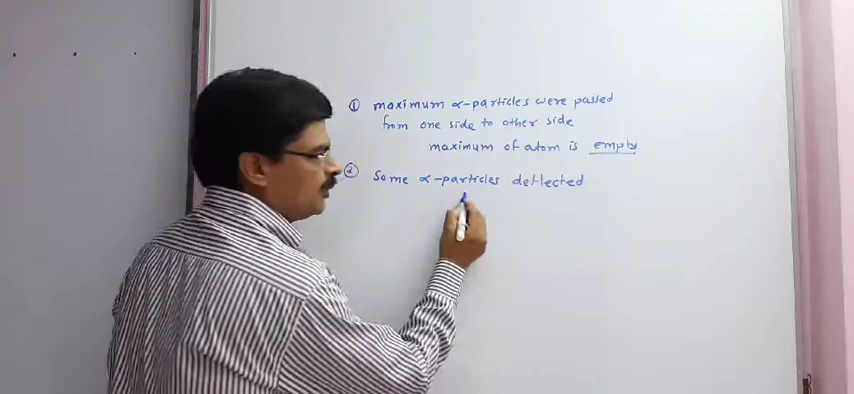 ① maximum α-particles were passed
from one side to other side
maximum of atom is empty
② Some α-particles deflected